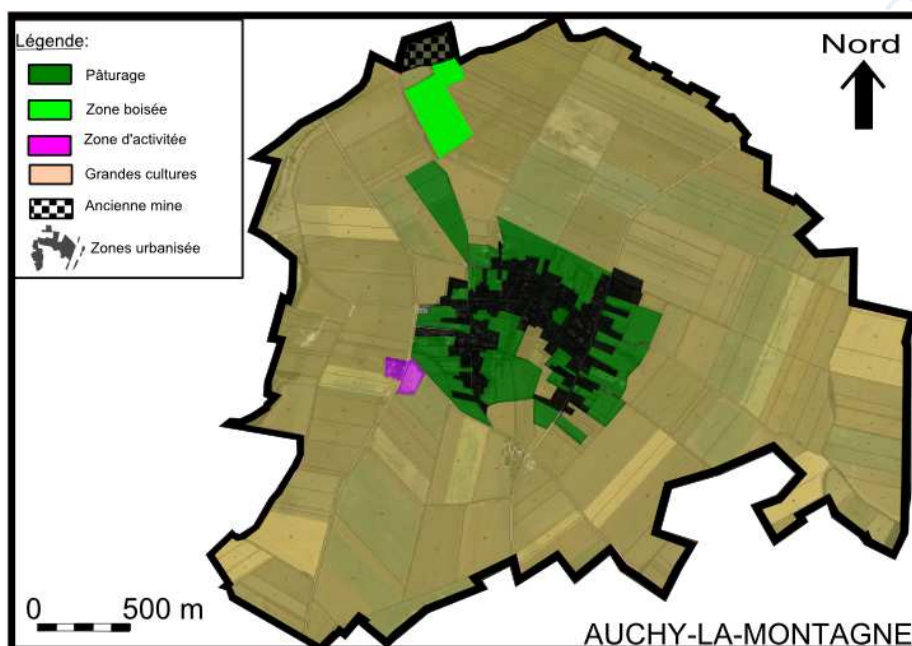 Légende:
Pâturage
Zone boisée
Zone d'activitée
Grandes cultures
Ancienne mine
Zones urbanisée
Nord
0 500 m
AUCHY-LA-MONTAGNE